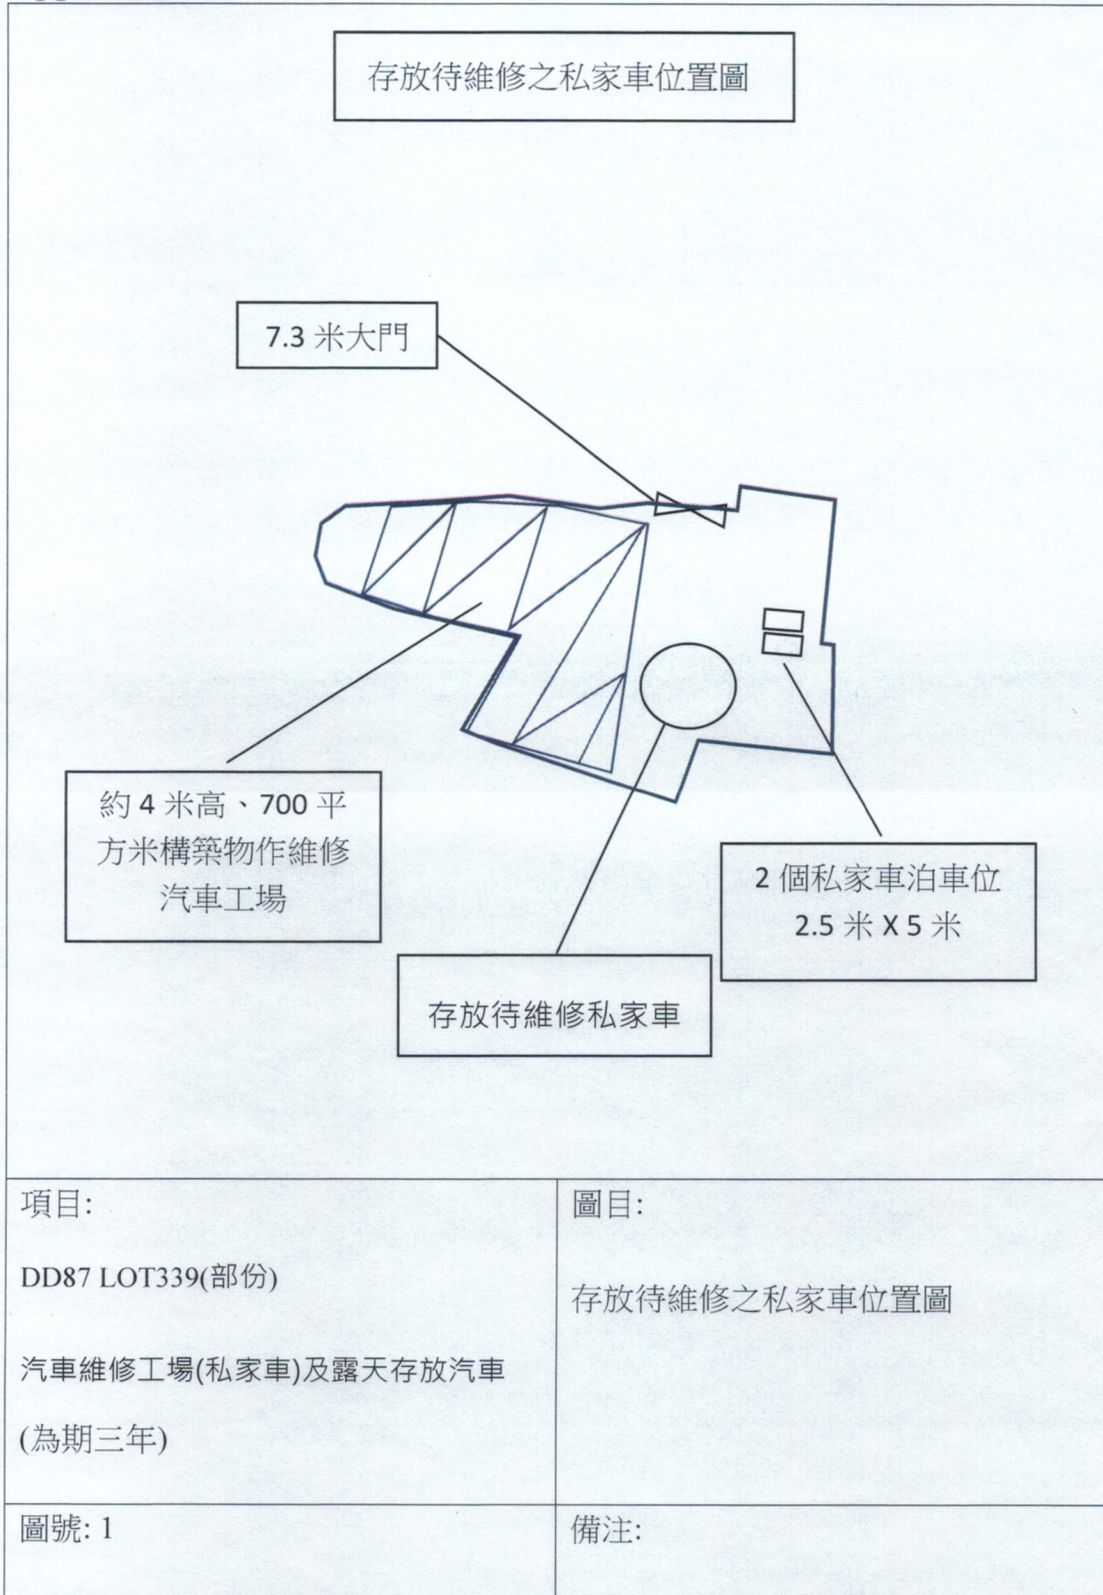 存放待維修之私家車位置圖
7.3 米大門
約 4 米高、700 平
方米構築物作維修
汽車工場
2 個私家車泊車位
2.5 米 X 5 米
存放待維修私家車
項目:
DD87 LOT339(部份)
汽車維修工場(私家車)及露天存放汽車
(為期三年)
圖目:
存放待維修之私家車位置圖
圖號: 1
備注: